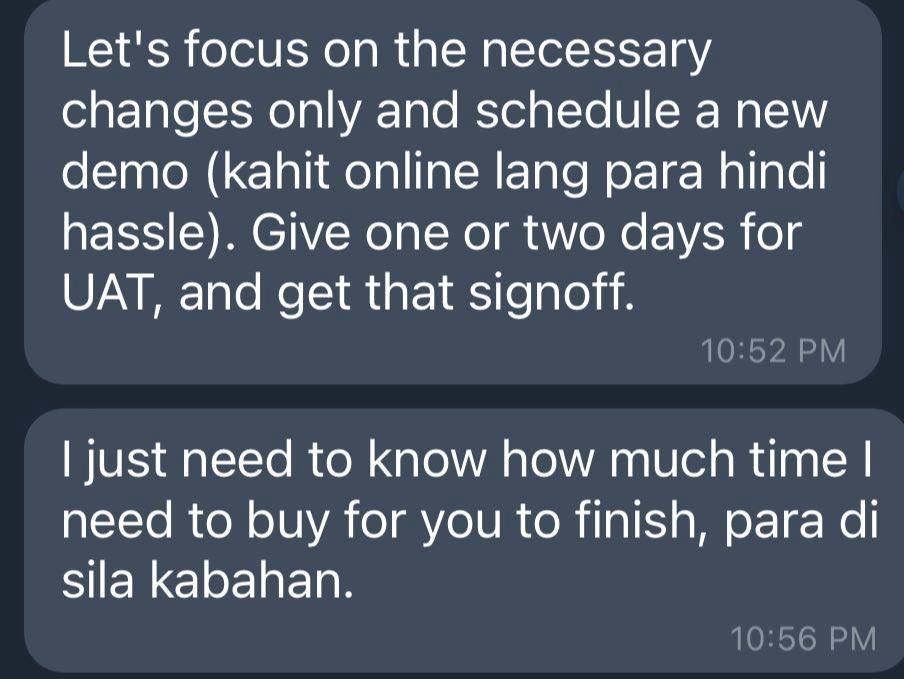 Let's focus on the necessary
changes only and schedule a new
demo (kahit online lang para hindi
hassle). Give one or two days for
UAT, and get that signoff.
10:52 PM
I just need to know how much time I
need to buy for you to finish, para di
sila kabahan.
10:56 PM